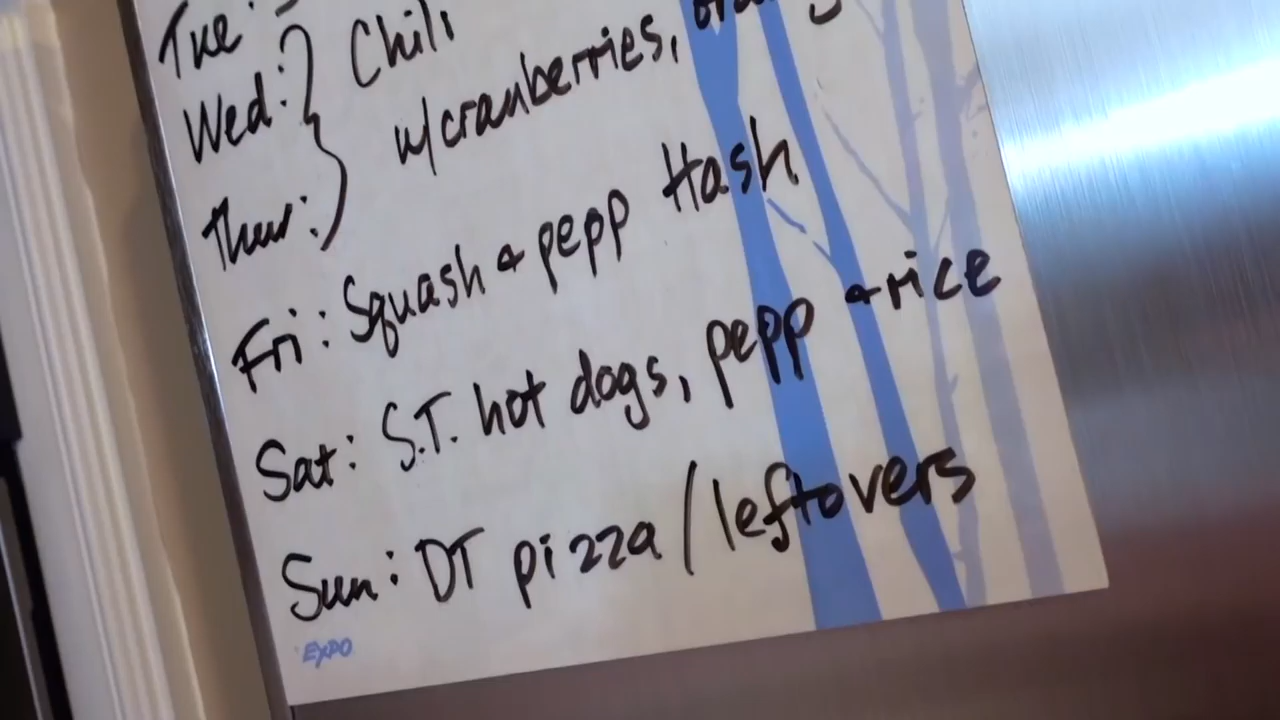 Tue:
Wed: Chili
w/cranberries,
Thur:
Fri: Squash & pepp Hash
Sat: S.T. hot dogs, pepp & rice
Sun: DT pizza / leftovers
EXPO